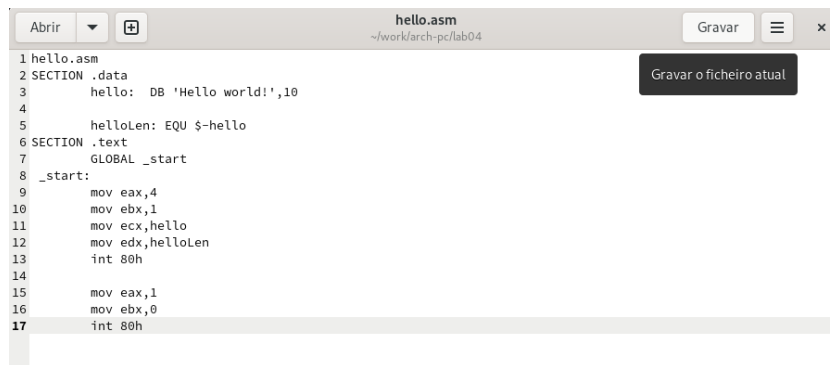 Abrir
hello.asm
~/work/arch-pc/lab04
Gravar
Gravar o ficheiro atual
1 hello.asm
2 SECTION .data
3         hello:  DB 'Hello world!',10
4
5         helloLen: EQU $-hello
6 SECTION .text
7         GLOBAL _start
8  _start:
9         mov eax,4
10         mov ebx,1
11         mov ecx,hello
12         mov edx,helloLen
13         int 80h
14
15         mov eax,1
16         mov ebx,0
17         int 80h